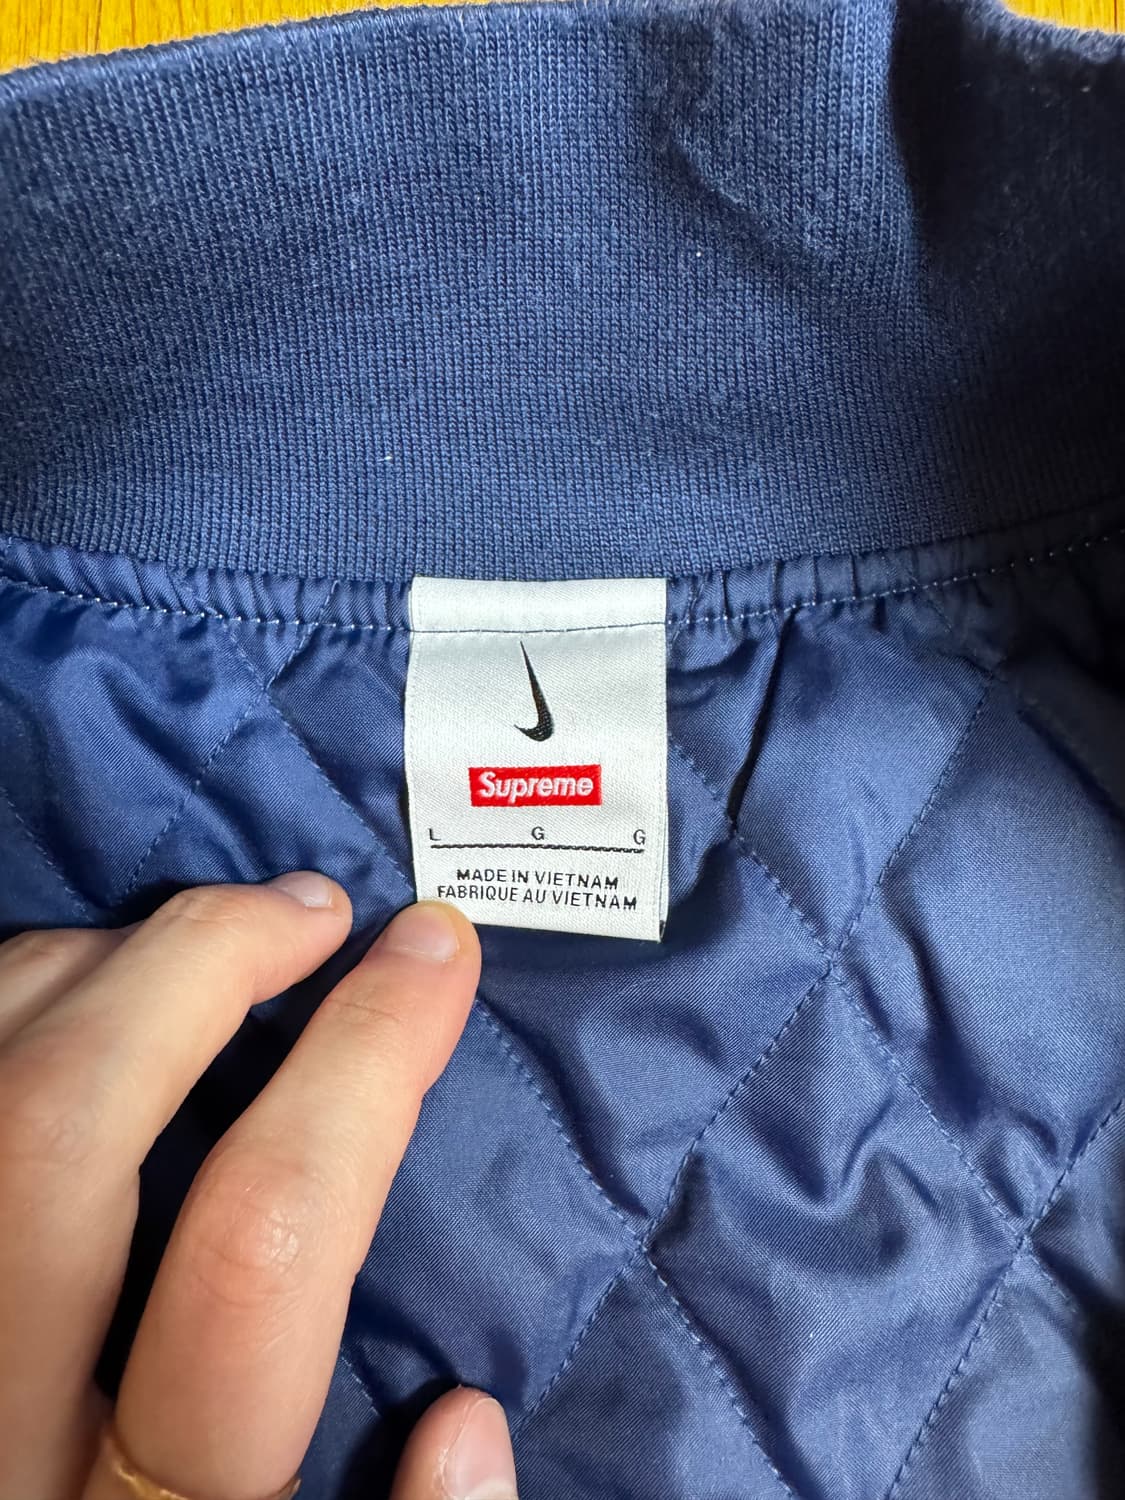 Supreme
L G G
MADE IN VIETNAM
FABRIQUE AU VIETNAM